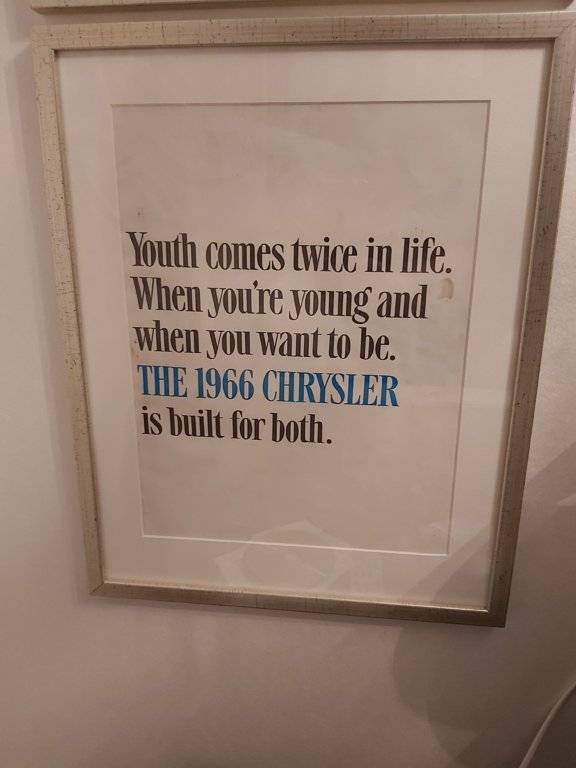 Youth comes twice in life.
When you're young and
when you want to be.
THE 1966 CHRYSLER
is built for both.